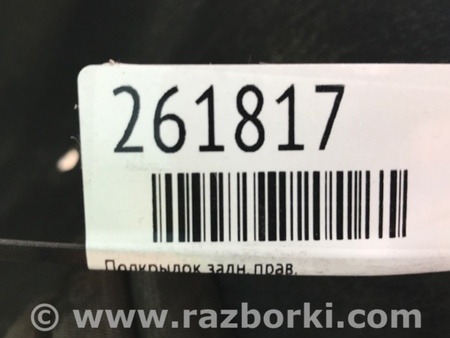 261817
Подкрылок задн. прав.
© www.razborki.com